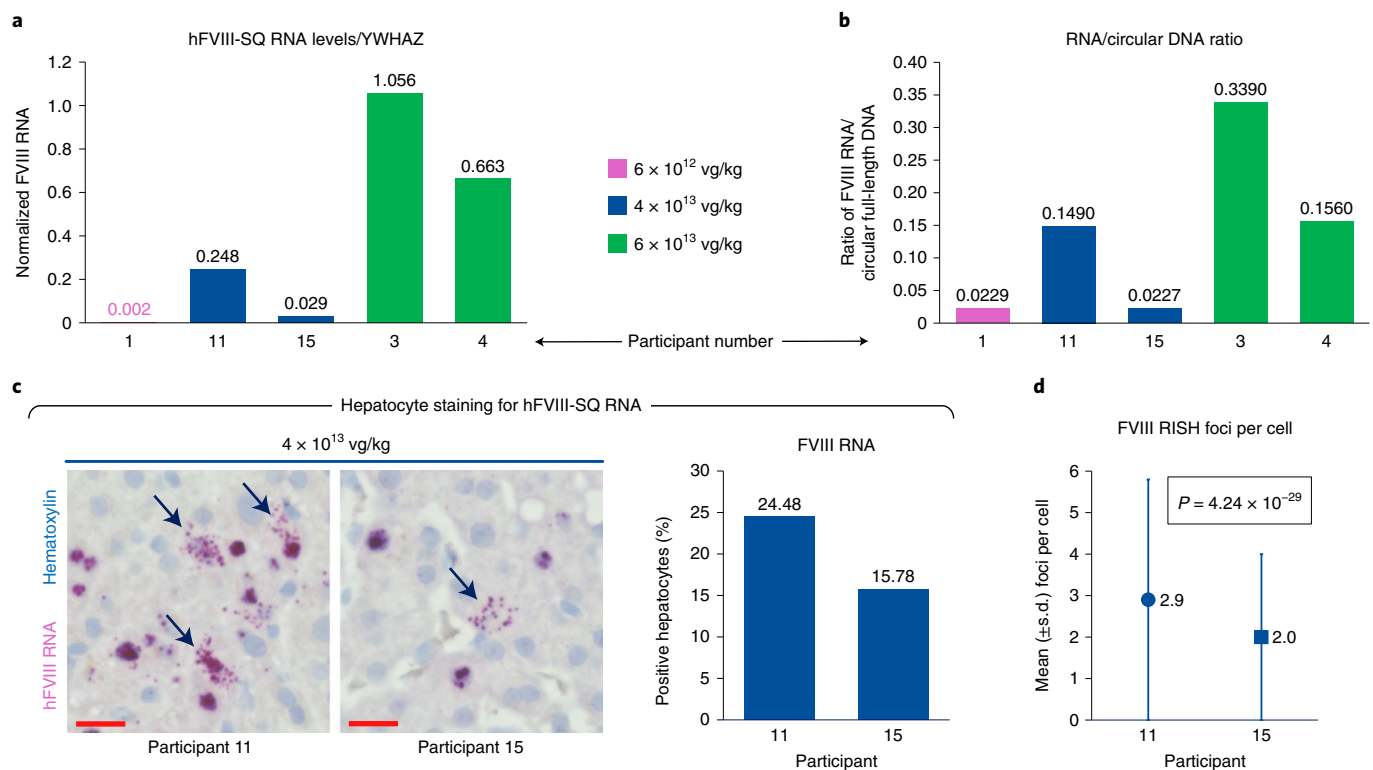 a
hFVIII-SQ RNA levels/YWHAZ
Normalized FVIII RNA
1.2
1.0
0.8
0.6
0.4
0.2
0
0.002
0.248
0.029
1.056
0.663
1
11
15
3
4
6 × 10¹² vg/kg
4 × 10¹³ vg/kg
6 × 10¹³ vg/kg
Participant number
b
RNA/circular DNA ratio
Ratio of FVIII RNA/
circular full-length DNA
0.40
0.35
0.30
0.25
0.20
0.15
0.10
0.05
0
0.0229
0.1490
0.0227
0.3390
0.1560
1
11
15
3
4
c
Hepatocyte staining for hFVIII-SQ RNA
4 × 10¹³ vg/kg
Hematoxylin
hFVIII RNA
Participant 11
Participant 15
FVIII RNA
Positive hepatocytes (%)
30
25
20
15
10
5
0
24.48
15.78
11
15
Participant
d
FVIII RISH foci per cell
Mean (±s.d.) foci per cell
6
5
4
3
2
1
0
P = 4.24 × 10⁻²⁹
2.9
2.0
11
15
Participant